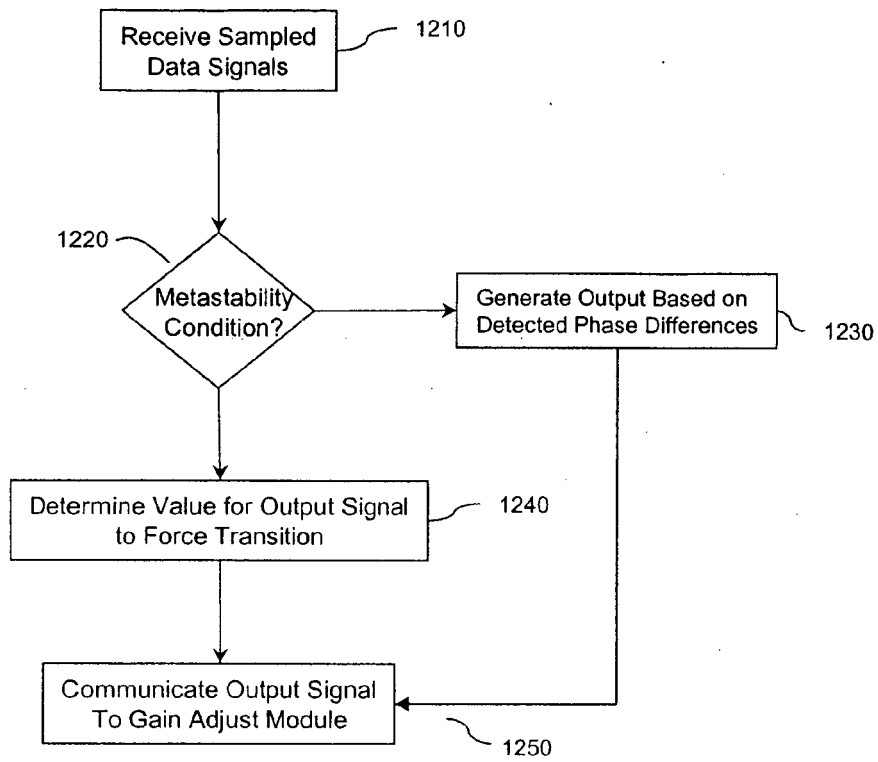 Receive Sampled
Data Signals
1210
1220
Metastability
Condition?
Generate Output Based on
Detected Phase Differences
1230
Determine Value for Output Signal
to Force Transition
1240
Communicate Output Signal
To Gain Adjust Module
1250